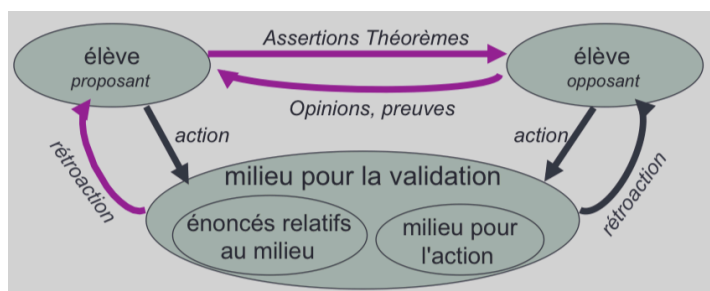 Assertions Théorèmes
élève
proposant
élève
opposant
Opinions, preuves
action
action
rétroaction
rétroaction
milieu pour la validation
énoncés relatifs
au milieu
milieu pour
l'action